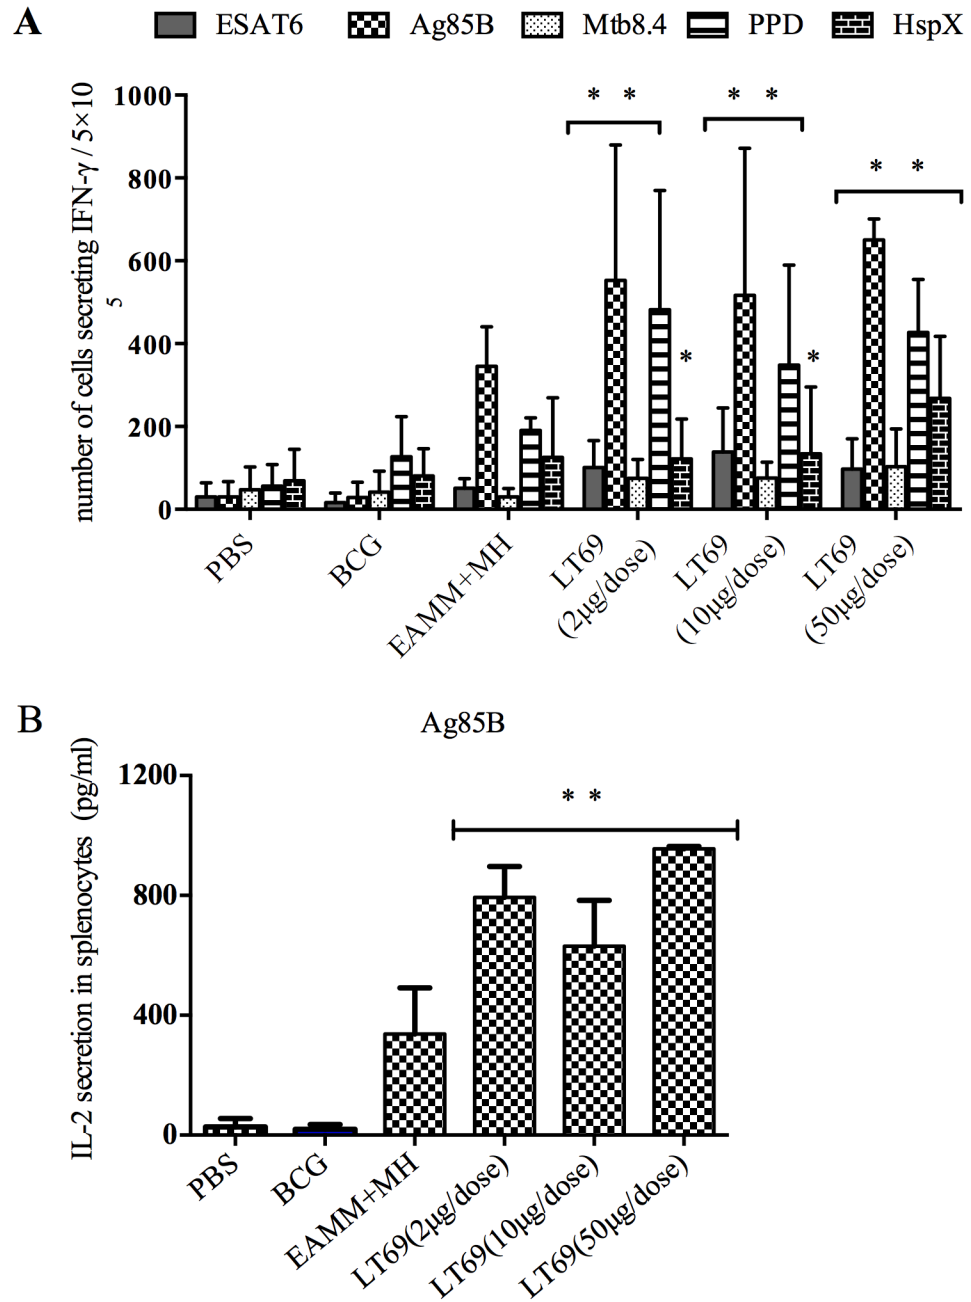 A
ESAT6 Ag85B Mtb8.4 PPD HspX
number of cells secreting IFN-γ / 5×10
5
1000
800
600
400
200
0
* *
* *
* *
*
*
PBS
BCG
EAMM+MH
LT69
(2μg/dose)
LT69
(10μg/dose)
LT69
(50μg/dose)
B
Ag85B
IL-2 secretion in splenocytes (pg/ml)
1200
800
400
0
* *
PBS
BCG
EAMM+MH
LT69(2μg/dose)
LT69(10μg/dose)
LT69(50μg/dose)